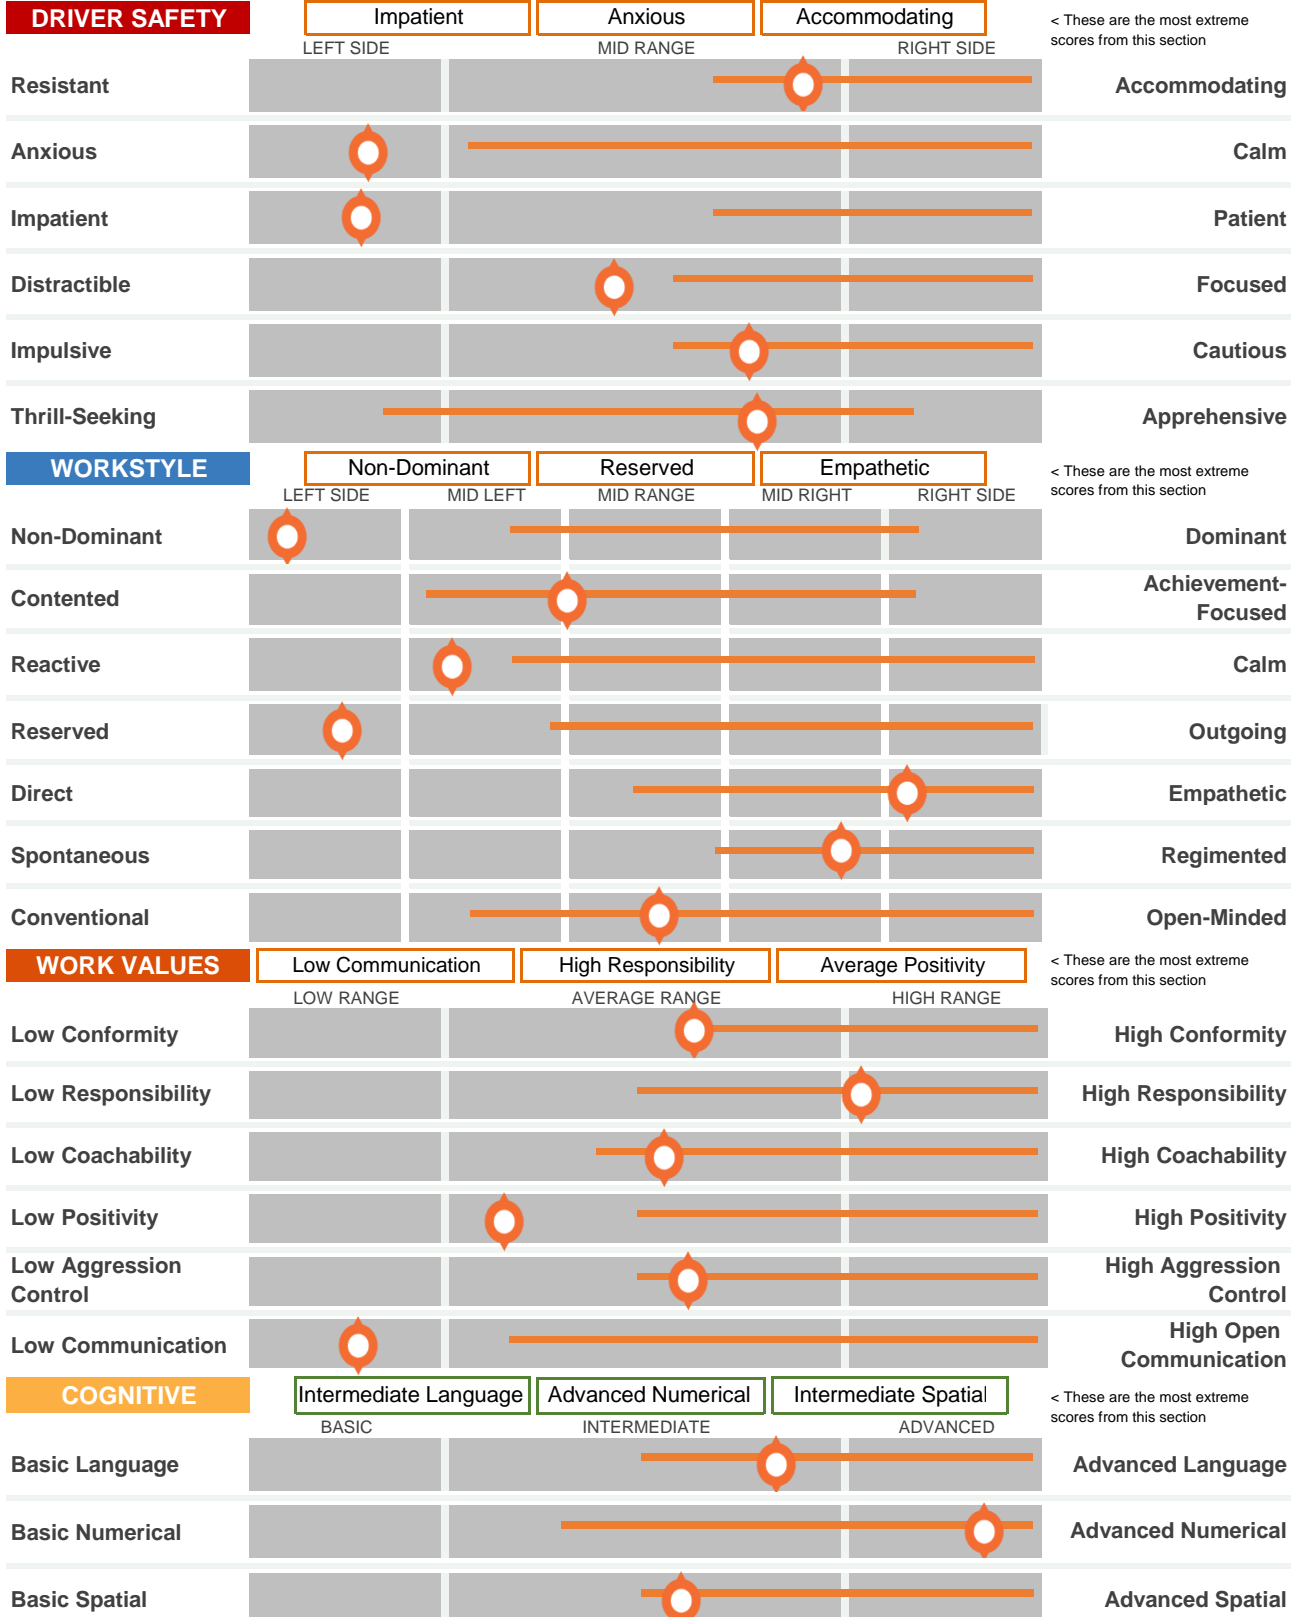 DRIVER SAFETY Impatient Anxious Accommodating < These are the most extreme
scores from this section
LEFT SIDE MID RANGE RIGHT SIDE
Resistant Accommodating
Anxious Calm
Impatient Patient
Distractible Focused
Impulsive Cautious
Thrill-Seeking Apprehensive
WORKSTYLE Non-Dominant Reserved Empathetic < These are the most extreme
scores from this section
LEFT SIDE MID LEFT MID RANGE MID RIGHT RIGHT SIDE
Non-Dominant Dominant
Contented Achievement-
Focused
Reactive Calm
Reserved Outgoing
Direct Empathetic
Spontaneous Regimented
Conventional Open-Minded
WORK VALUES Low Communication High Responsibility Average Positivity < These are the most extreme
scores from this section
LOW RANGE AVERAGE RANGE HIGH RANGE
Low Conformity High Conformity
Low Responsibility High Responsibility
Low Coachability High Coachability
Low Positivity High Positivity
Low Aggression High Aggression
Control Control
Low Communication High Open
Communication
COGNITIVE Intermediate Language Advanced Numerical Intermediate Spatial < These are the most extreme
scores from this section
BASIC INTERMEDIATE ADVANCED
Basic Language Advanced Language
Basic Numerical Advanced Numerical
Basic Spatial Advanced Spatial